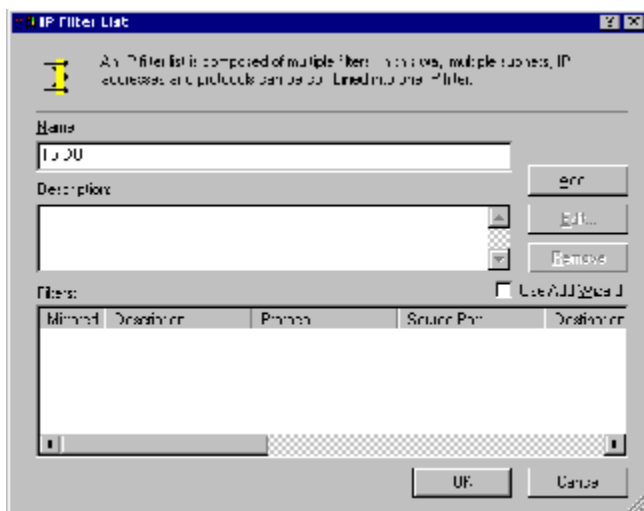 IP Filter List
An IP filter list is composed of multiple filters. In this way, multiple subnets, IP
addresses and protocols can be combined into one IP filter.
Name
Description:
Add
Edit...
Remove
Filters:
Use Add Wizard
Mirrored Description Protocol Source Port Destination
OK Cancel